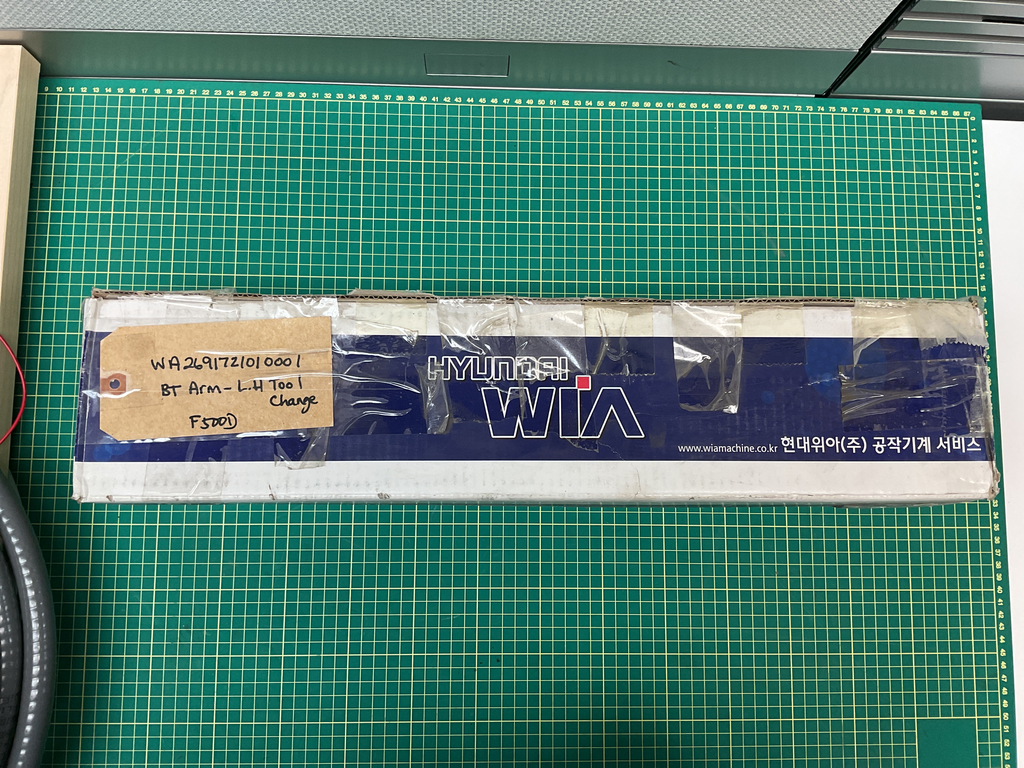 WA2691721010001
BT Arm - L.H Tool
Change
F500D
HYUNDAI
WIA
www.wiamachine.co.kr 현대위아(주) 공작기계 서비스